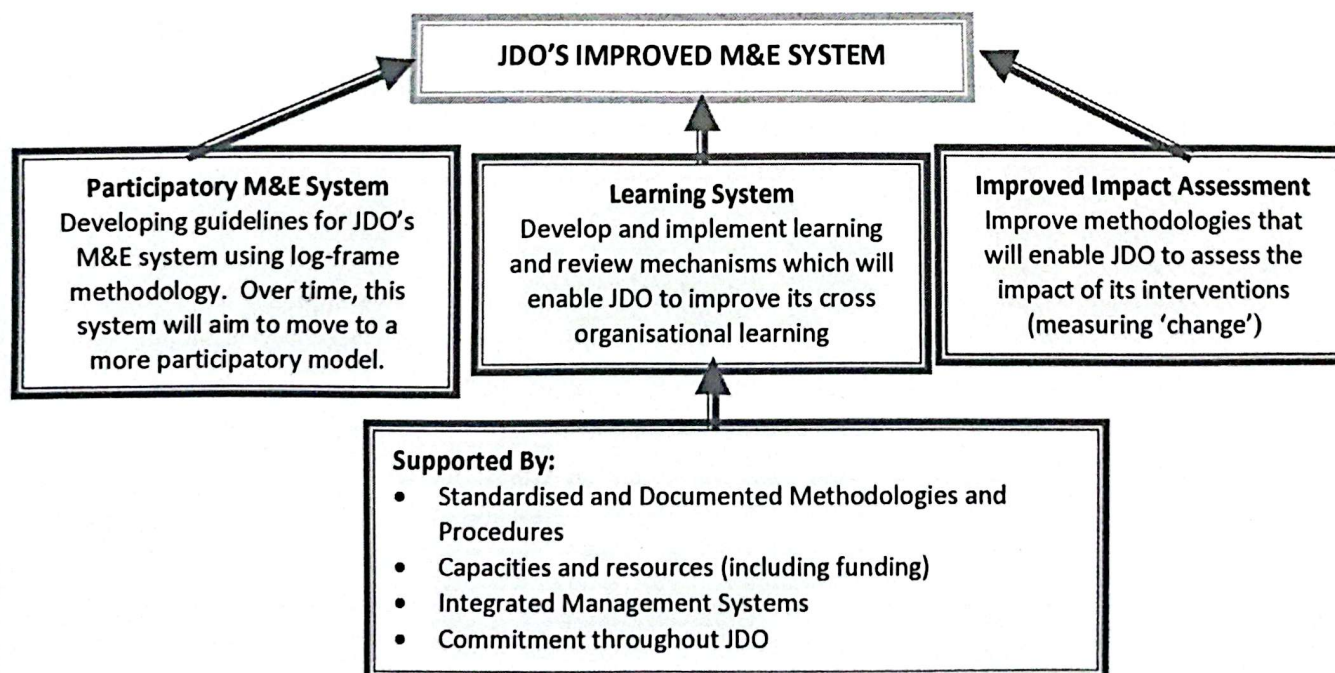 JDO'S IMPROVED M&E SYSTEM
Participatory M&E System
Developing guidelines for JDO's
M&E system using log-frame
methodology.  Over time, this
system will aim to move to a
more participatory model.
Learning System
Develop and implement learning
and review mechanisms which will
enable JDO to improve its cross
organisational learning
Improved Impact Assessment
Improve methodologies that
will enable JDO to assess the
impact of its interventions
(measuring 'change')
Supported By:
• Standardised and Documented Methodologies and
Procedures
• Capacities and resources (including funding)
• Integrated Management Systems
• Commitment throughout JDO